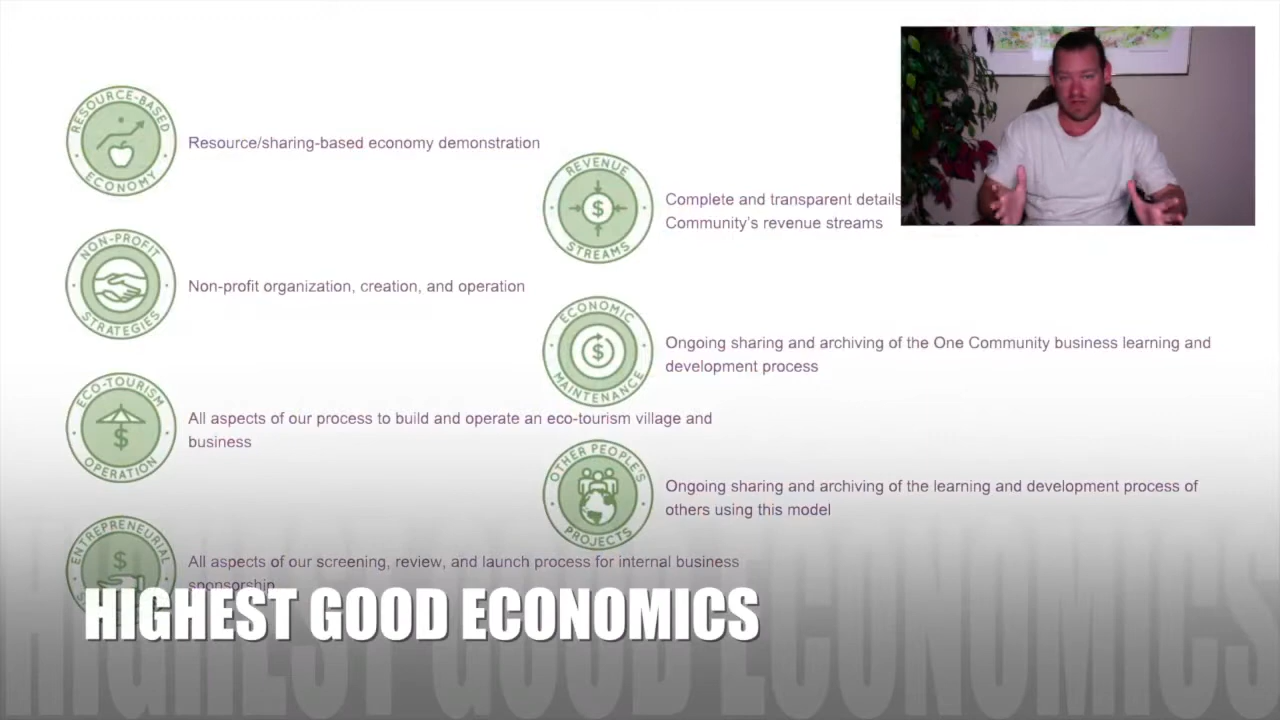 RESOURCE-BASED
ECONOMY
Resource/sharing-based economy demonstration
NON-PROFIT
STRATEGIES
Non-profit organization, creation, and operation
ECO-TOURISM
$
OPERATION
All aspects of our process to build and operate an eco-tourism village and
business
ENTREPRENEURIAL
$
All aspects of our screening, review, and launch process for internal business
sponsorship
REVENUE
$
STREAMS
Complete and transparent details
Community's revenue streams
ECONOMIC
$
MAINTENANCE
Ongoing sharing and archiving of the One Community business learning and
development process
OTHER PEOPLE'S
PROJECTS
Ongoing sharing and archiving of the learning and development process of
others using this model
HIGHEST GOOD ECONOMICS
HIGHEST GOOD ECONOMICS